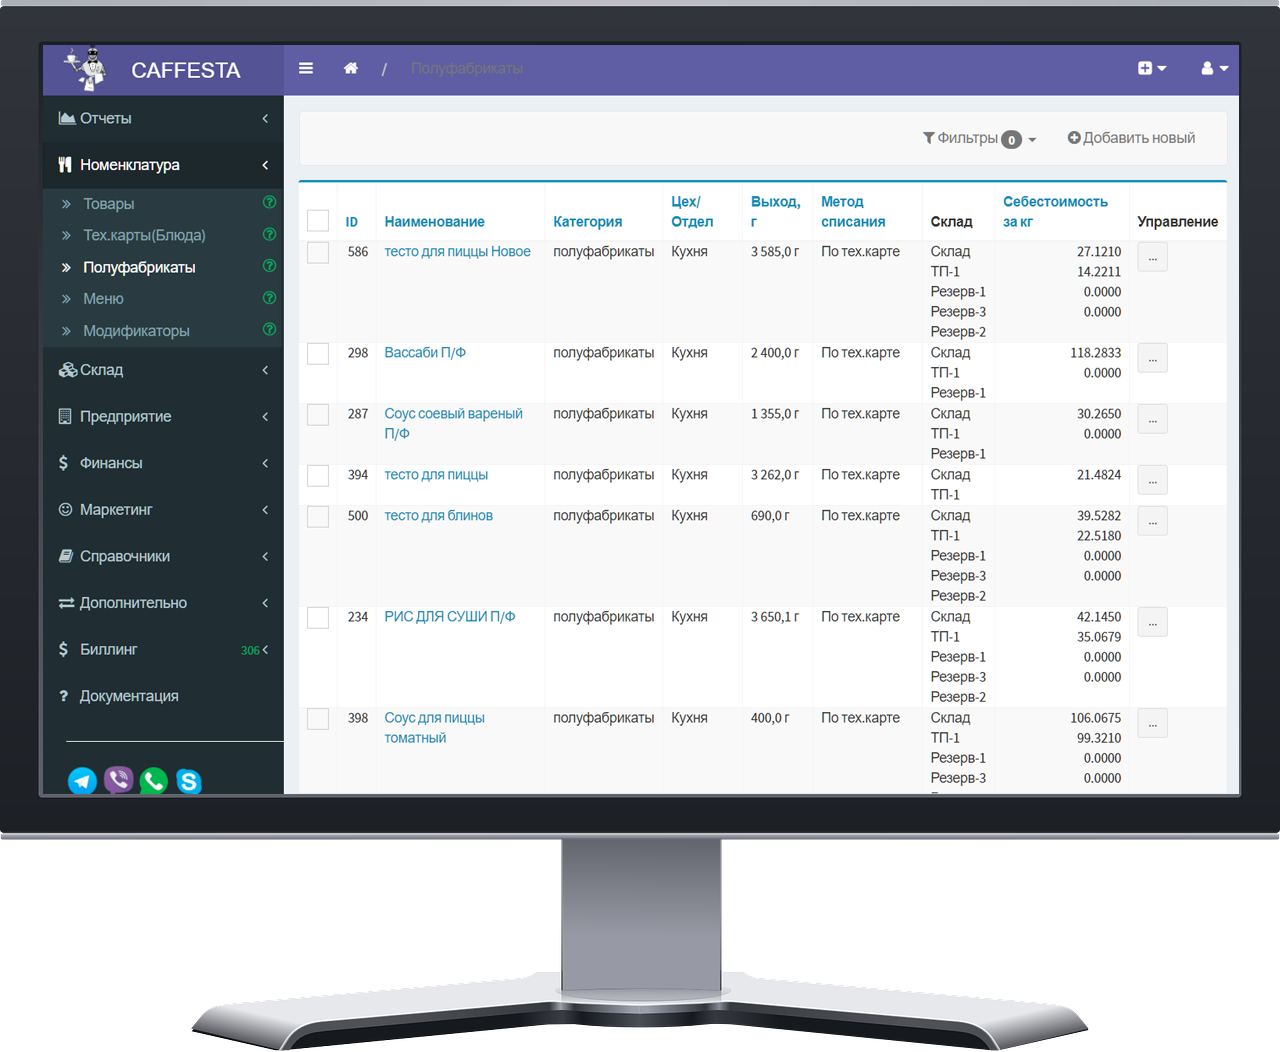 CAFFESTA
/ Полуфабрикаты
Отчеты
Номенклатура
Товары
Тех.карты(Блюда)
Полуфабрикаты
Меню
Модификаторы
Склад
Предприятие
$ Финансы
Маркетинг
Справочники
Дополнительно
$ Биллинг 306
? Документация
Фильтры 0
Добавить новый
ID Наименование Категория Цех/ Отдел Выход, г Метод списания Склад Себестоимость за кг Управление
586 тесто для пиццы Новое полуфабрикаты Кухня 3 585,0 г По тех.карте Склад 27.1210 ...
ТП-1 14.2211
Резерв-1 0.0000
Резерв-3 0.0000
Резерв-2
298 Вассаби П/Ф полуфабрикаты Кухня 2 400,0 г По тех.карте Склад 118.2833 ...
ТП-1 0.0000
Резерв-1
287 Соус соевый вареный полуфабрикаты Кухня 1 355,0 г По тех.карте Склад 30.2650 ...
П/Ф ТП-1 0.0000
Резерв-1
394 тесто для пиццы полуфабрикаты Кухня 3 262,0 г По тех.карте Склад 21.4824 ...
ТП-1
500 тесто для блинов полуфабрикаты Кухня 690,0 г По тех.карте Склад 39.5282 ...
ТП-1 22.5180
Резерв-1 0.0000
Резерв-3 0.0000
Резерв-2
234 РИС ДЛЯ СУШИ П/Ф полуфабрикаты Кухня 3 650,1 г По тех.карте Склад 42.1450 ...
ТП-1 35.0679
Резерв-1 0.0000
Резерв-3 0.0000
Резерв-2
398 Соус для пиццы полуфабрикаты Кухня 400,0 г По тех.карте Склад 106.0675 ...
томатный ТП-1 99.3210
Резерв-1 0.0000
Резерв-3 0.0000